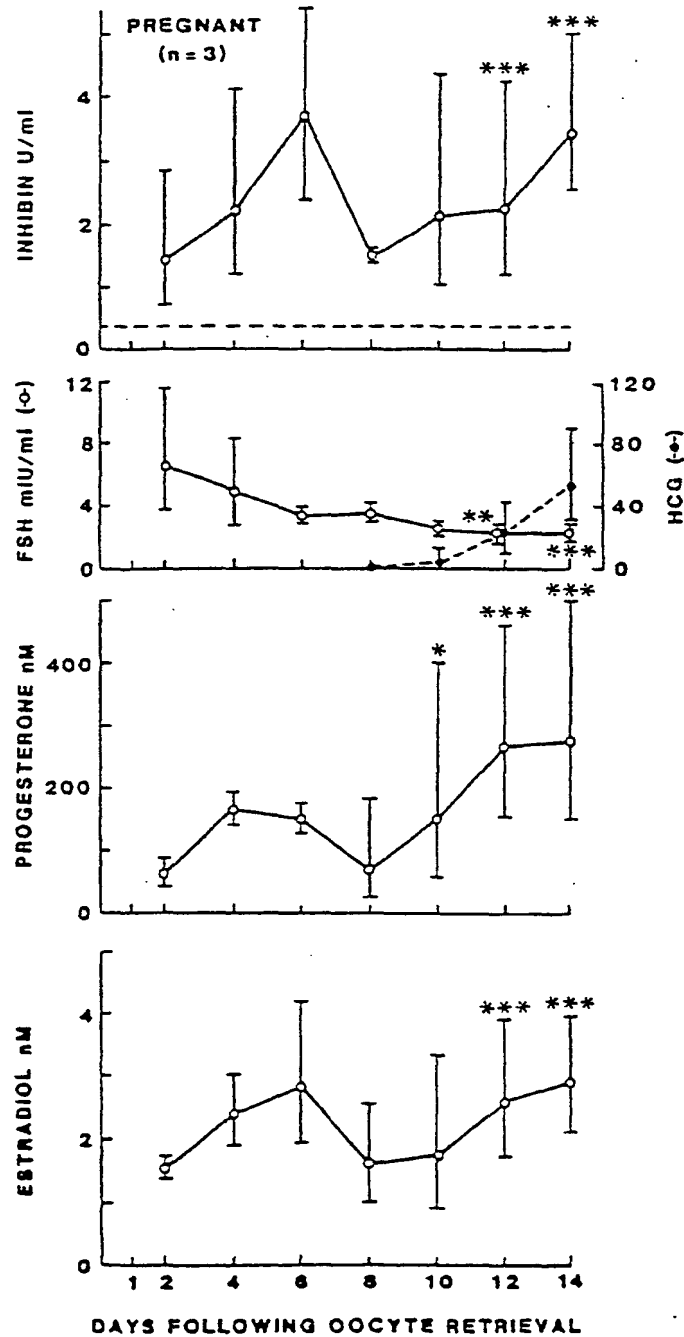 PREGNANT
(n = 3)
*** ***
INHIBIN U/ml
4
2
0
FSH mIU/ml (-o-)
12
8
4
0
**
***
HCG (-●-)
120
80
40
0
PROGESTERONE nM
400
200
0
* *** ***
ESTRADIOL nM
4
2
0
*** ***
1 2 4 6 8 10 12 14
DAYS FOLLOWING OOCYTE RETRIEVAL